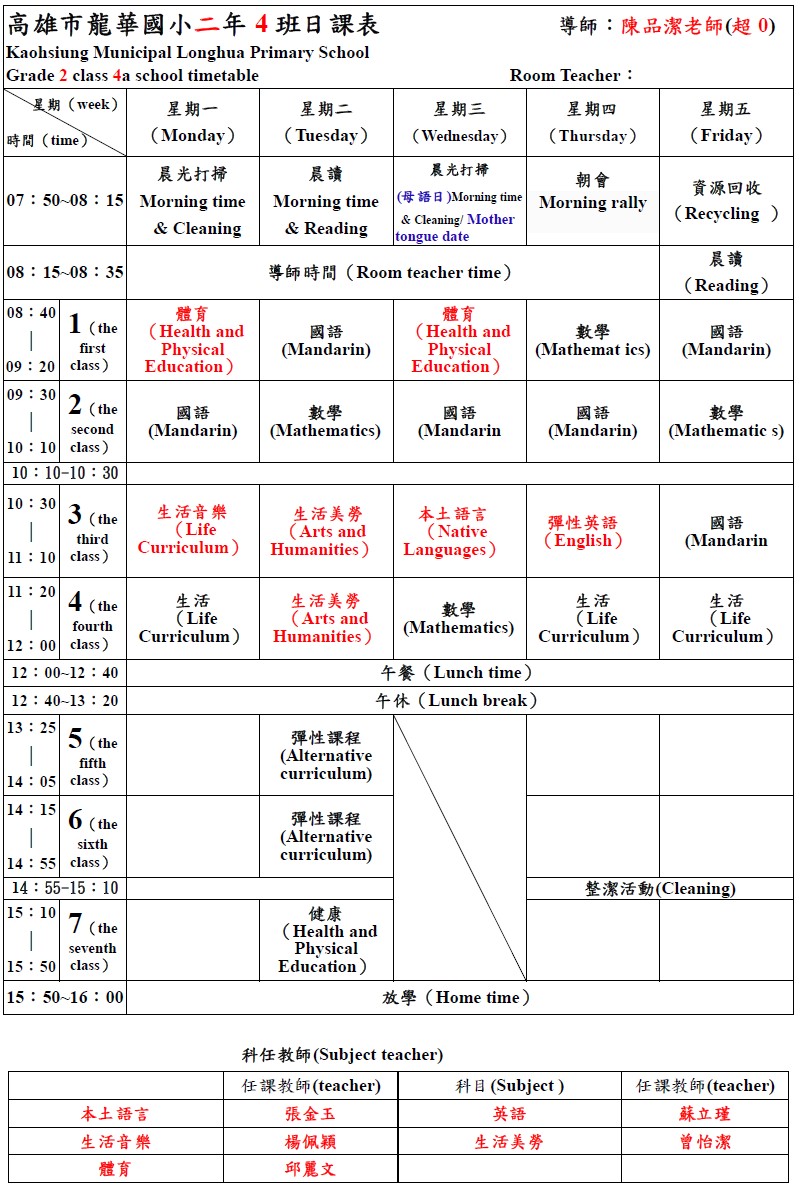 高雄市龍華國小二年 4 班日課表 導師：陳品潔老師(超 0)
Kaohsiung Municipal Longhua Primary School
Grade 2 class 4a school timetable Room Teacher：
星期（week）
時間（time）
星期一
（Monday）
星期二
（Tuesday）
星期三
（Wednesday）
星期四
（Thursday）
星期五
（Friday）
07：50~08：15
晨光打掃
Morning time
& Cleaning
晨讀
Morning time
& Reading
晨光打掃
(母語日)Morning time
& Cleaning/ Mother
tongue date
朝會
Morning rally
資源回收
（Recycling ）
08：15~08：35
導師時間（Room teacher time）
晨讀
（Reading）
08：40
|
09：20
1（the
first
class）
體育
（Health and
Physical
Education）
國語
(Mandarin)
體育
（Health and
Physical
Education）
數學
(Mathemat ics)
國語
(Mandarin)
09：30
|
10：10
2（the
second
class）
國語
(Mandarin)
數學
(Mathematics)
國語
(Mandarin
國語
(Mandarin)
數學
(Mathematic s)
10：10-10：30
10：30
|
11：10
3（the
third
class）
生活音樂
（Life
Curriculum）
生活美勞
（Arts and
Humanities）
本土語言
（Native
Languages）
彈性英語
（English）
國語
(Mandarin
11：20
|
12：00
4（the
fourth
class）
生活
（Life
Curriculum）
生活美勞
（Arts and
Humanities）
數學
(Mathematics)
生活
（Life
Curriculum）
生活
（Life
Curriculum）
12：00~12：40
午餐（Lunch time）
12：40~13：20
午休（Lunch break）
13：25
|
14：05
5（the
fifth
class）
彈性課程
(Alternative
curriculum)
14：15
|
14：55
6（the
sixth
class）
彈性課程
(Alternative
curriculum)
14：55-15：10
整潔活動(Cleaning)
15：10
|
15：50
7（the
seventh
class）
健康
（Health and
Physical
Education）
15：50~16：00
放學（Home time）
科任教師(Subject teacher)
任課教師(teacher) 科目(Subject ) 任課教師(teacher)
本土語言 張金玉 英語 蘇立瑾
生活音樂 楊佩穎 生活美勞 曾怡潔
體育 邱麗文